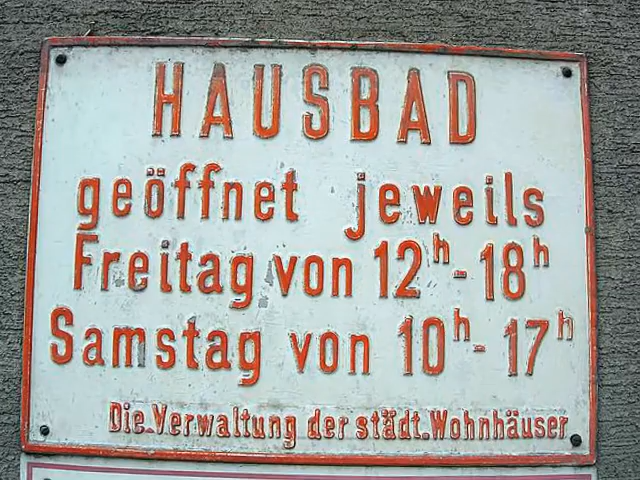 HAUSBAD
geöffnet jeweils
Freitag von 12h - 18h
Samstag von 10h - 17h
Die Verwaltung der städt. Wohnhäuser